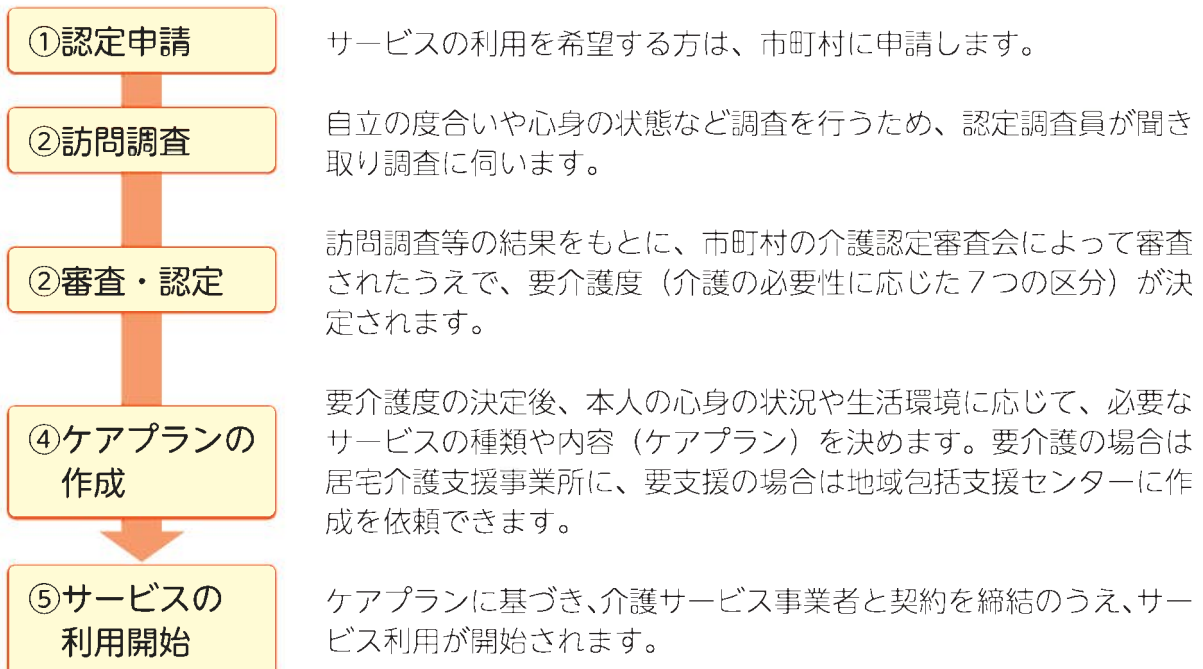 ①認定申請
サービスの利用を希望する方は、市町村に申請します。
②訪問調査
自立の度合いや心身の状態など調査を行うため、認定調査員が聞き
取り調査に伺います。
②審査・認定
訪問調査等の結果をもとに、市町村の介護認定審査会によって審査
されたうえで、要介護度（介護の必要性に応じた７つの区分）が決
定されます。
④ケアプランの
作成
要介護度の決定後、本人の心身の状況や生活環境に応じて、必要な
サービスの種類や内容（ケアプラン）を決めます。要介護の場合は
居宅介護支援事業所に、要支援の場合は地域包括支援センターに作
成を依頼できます。
⑤サービスの
利用開始
ケアプランに基づき、介護サービス事業者と契約を締結のうえ、サー
ビス利用が開始されます。